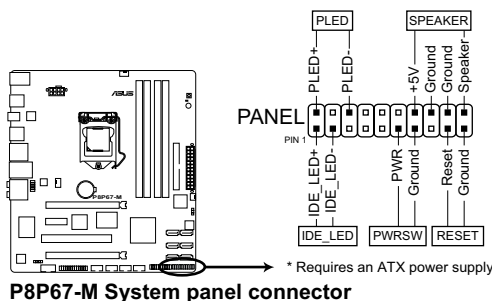 PLED
SPEAKER
PLED+
PLED-
+5V
Ground
Ground
Speaker-
PANEL
PIN 1
IDE_LED+
IDE_LED-
PWR
Ground
Reset
Ground
IDE_LED
PWRSW
RESET
* Requires an ATX power supply
ASUS
P8P67-M
P8P67-M System panel connector